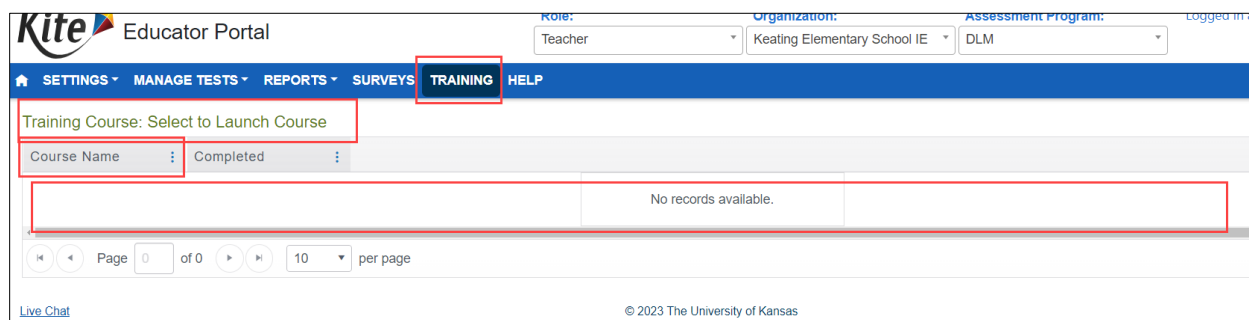 Role: Organization: Assessment Program: Logged in
Kite Educator Portal
Teacher Keating Elementary School IE DLM
SETTINGS MANAGE TESTS REPORTS SURVEYS TRAINING HELP
Training Course: Select to Launch Course
Course Name Completed
No records available.
Page 0 of 0 10 per page
Live Chat © 2023 The University of Kansas